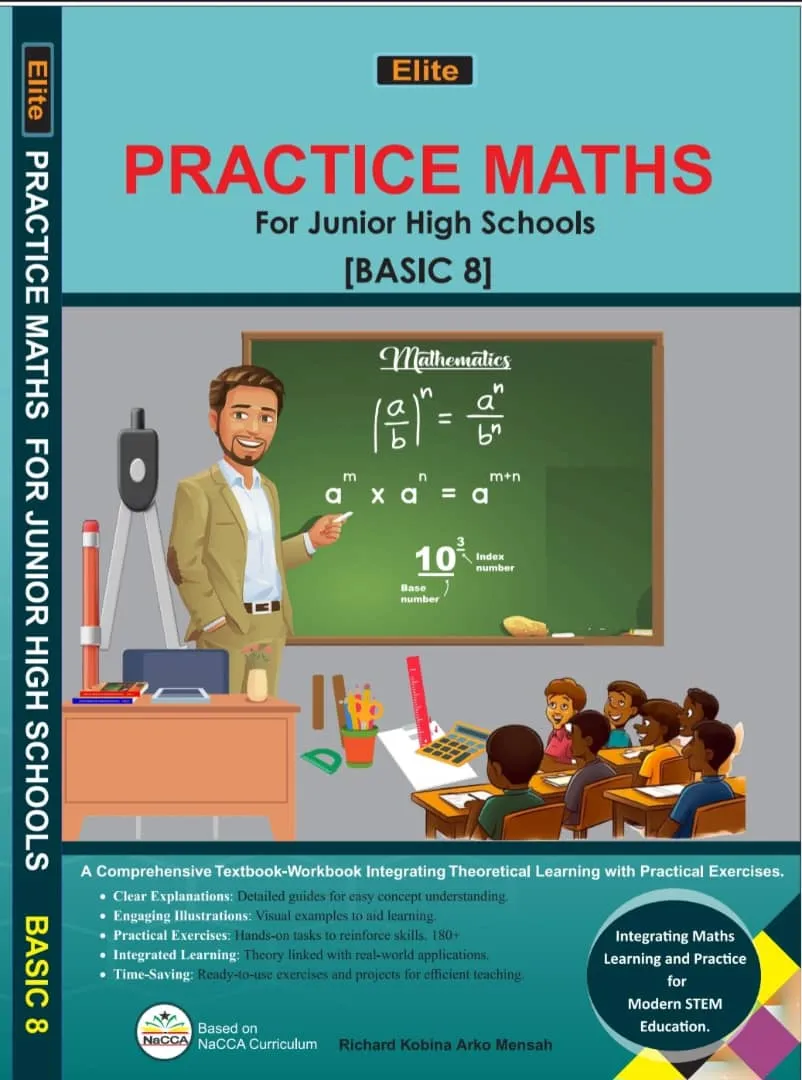 Elite
PRACTICE MATHS FOR JUNIOR HIGH SCHOOLS BASIC 8
Elite
PRACTICE MATHS
For Junior High Schools
[BASIC 8]
Mathematics
(a/b)ⁿ = aⁿ/bⁿ
aᵐ x aⁿ = aᵐ⁺ⁿ
10³
Index
number
Base
number
A Comprehensive Textbook-Workbook Integrating Theoretical Learning with Practical Exercises.
• Clear Explanations: Detailed guides for easy concept understanding.
• Engaging Illustrations: Visual examples to aid learning.
• Practical Exercises: Hands-on tasks to reinforce skills. 180+
• Integrated Learning: Theory linked with real-world applications.
• Time-Saving: Ready-to-use exercises and projects for efficient teaching.
Integrating Maths
Learning and Practice
for
Modern STEM
Education.
NaCCA
Based on
NaCCA Curriculum
Richard Kobina Arko Mensah